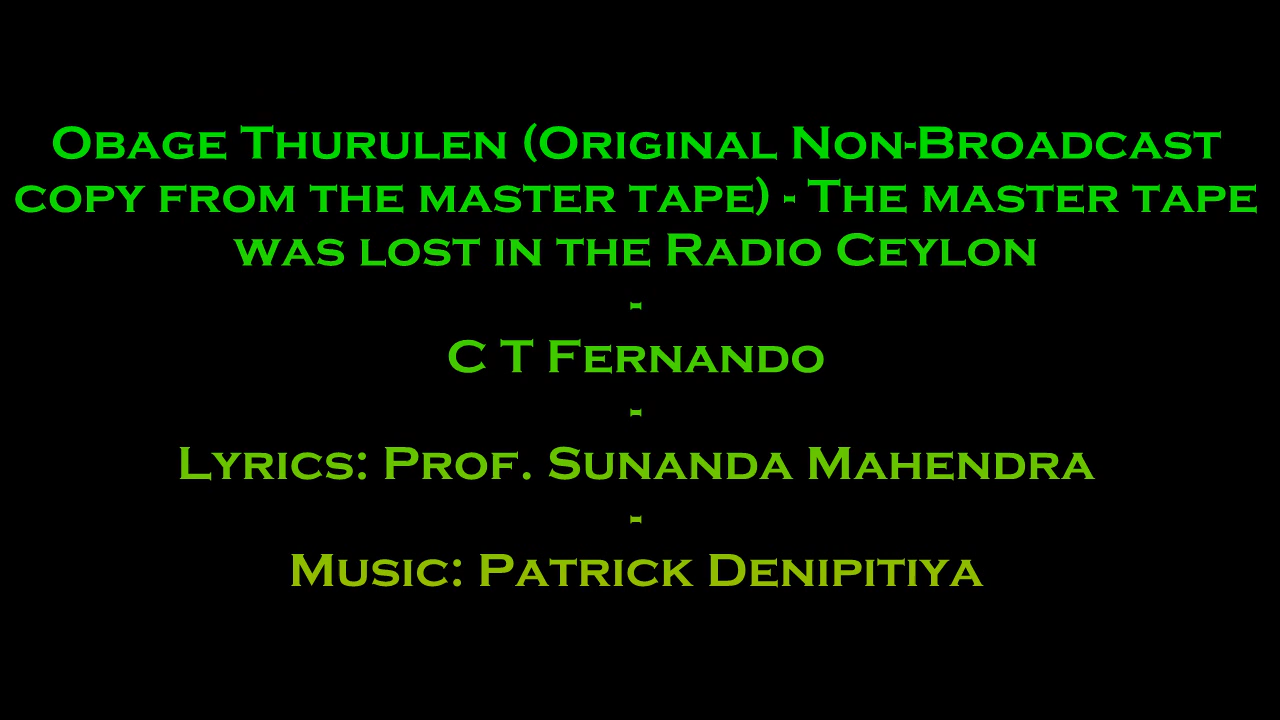 Obage Thurulen (Original Non-Broadcast
copy from the master tape) - The master tape
was lost in the Radio Ceylon
-
C T Fernando
-
Lyrics: Prof. Sunanda Mahendra
-
Music: Patrick Denipitiya